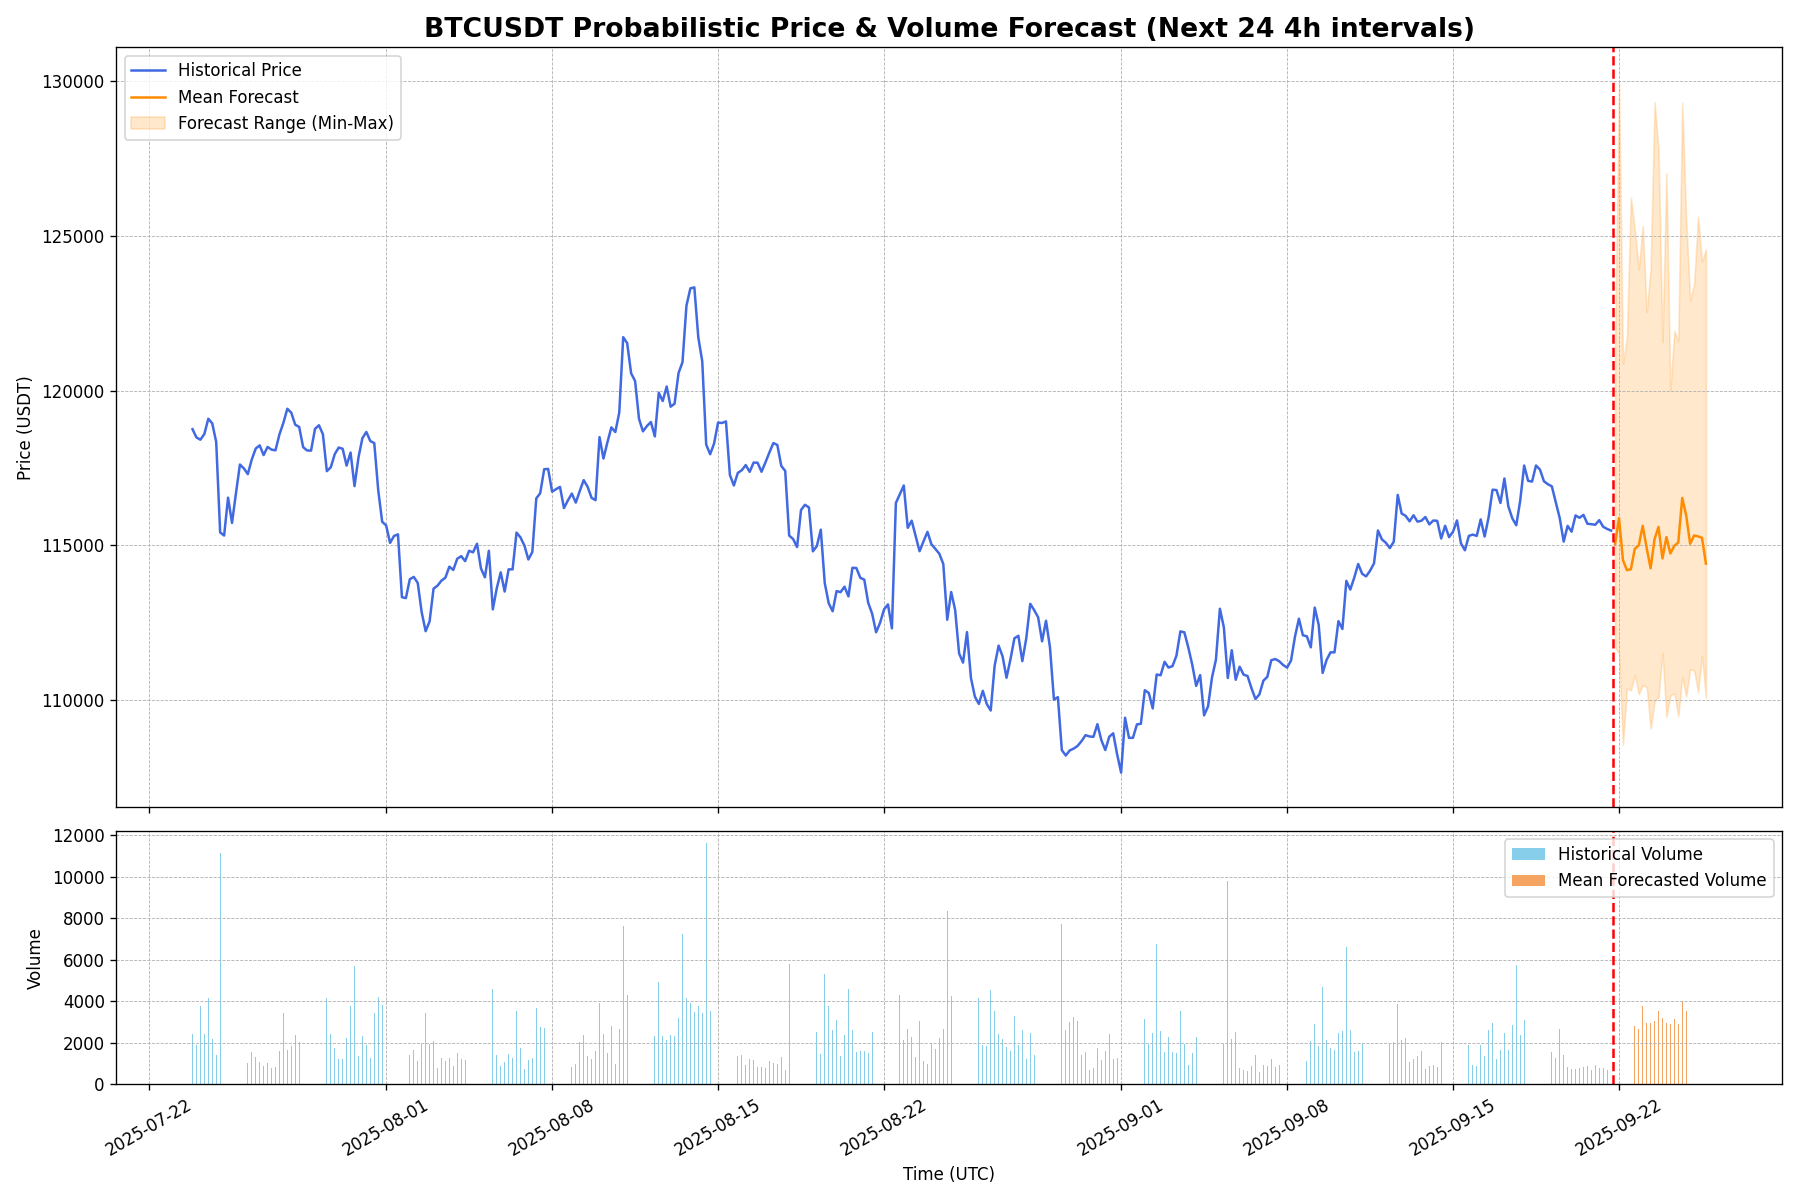 BTCUSDT Probabilistic Price & Volume Forecast (Next 24 4h intervals)
Historical Price
Mean Forecast
Forecast Range (Min-Max)
130000
125000
120000
115000
110000
Price (USDT)
Historical Volume
Mean Forecasted Volume
12000
10000
8000
6000
4000
2000
0
Volume
2025-07-22
2025-08-01
2025-08-08
2025-08-15
2025-08-22
2025-09-01
2025-09-08
2025-09-15
2025-09-22
Time (UTC)